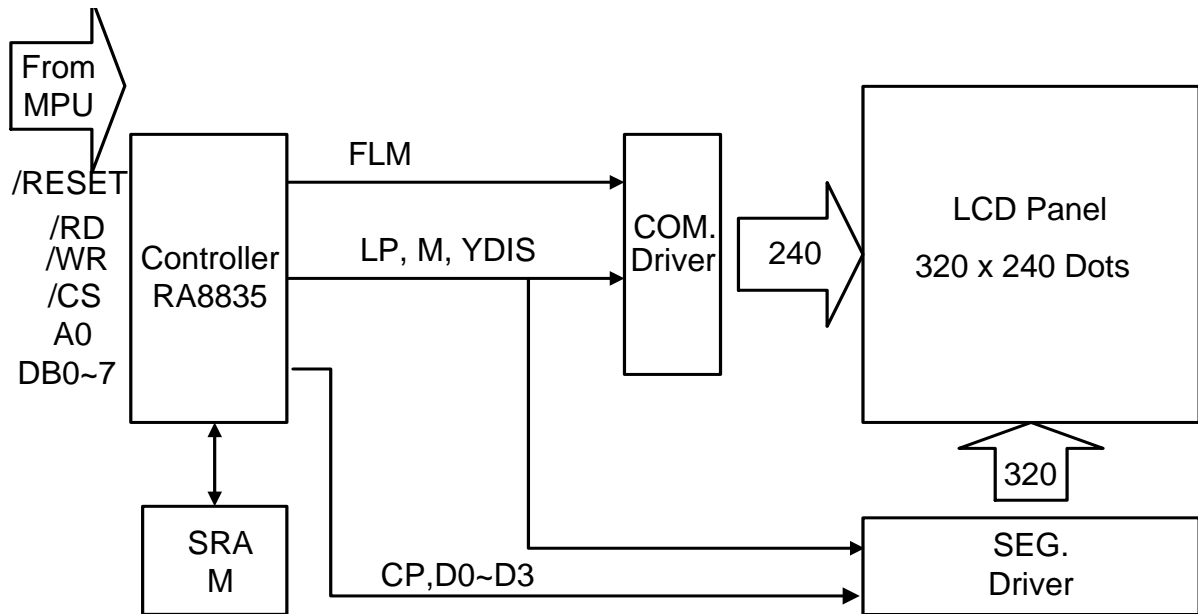 From
MPU
/RESET
/RD
/WR
/CS
A0
DB0~7
Controller
RA8835
FLM
LP, M, YDIS
COM.
Driver
240
LCD Panel
320 x 240 Dots
320
SRA
M
CP,D0~D3
SEG.
Driver